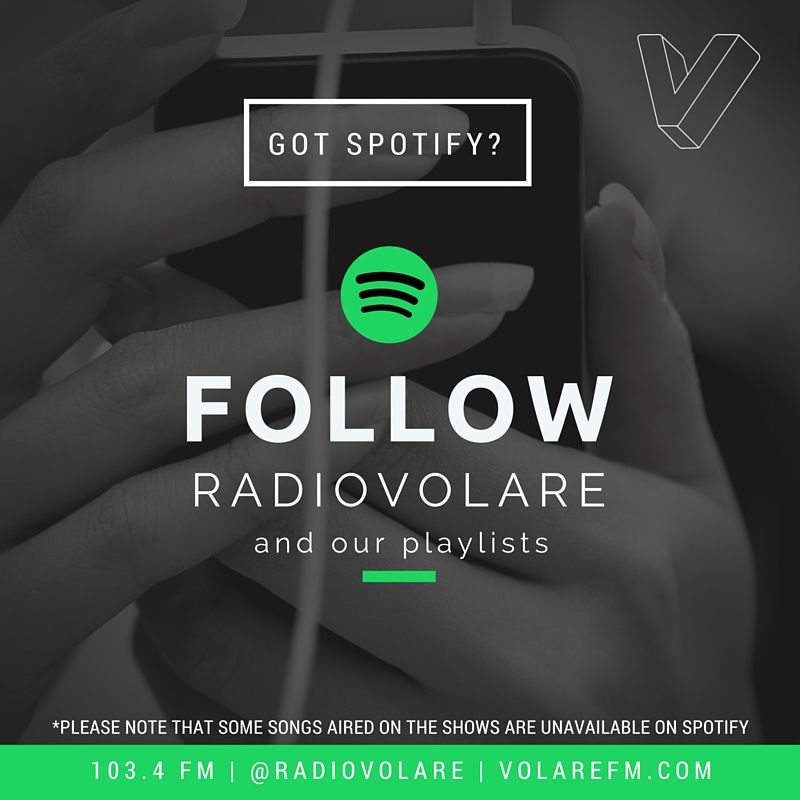 GOT SPOTIFY?
FOLLOW
RADIOVOLARE
and our playlists
*PLEASE NOTE THAT SOME SONGS AIRED ON THE SHOWS ARE UNAVAILABLE ON SPOTIFY
103.4 FM | @RADIOVOLARE | VOLAREFM.COM